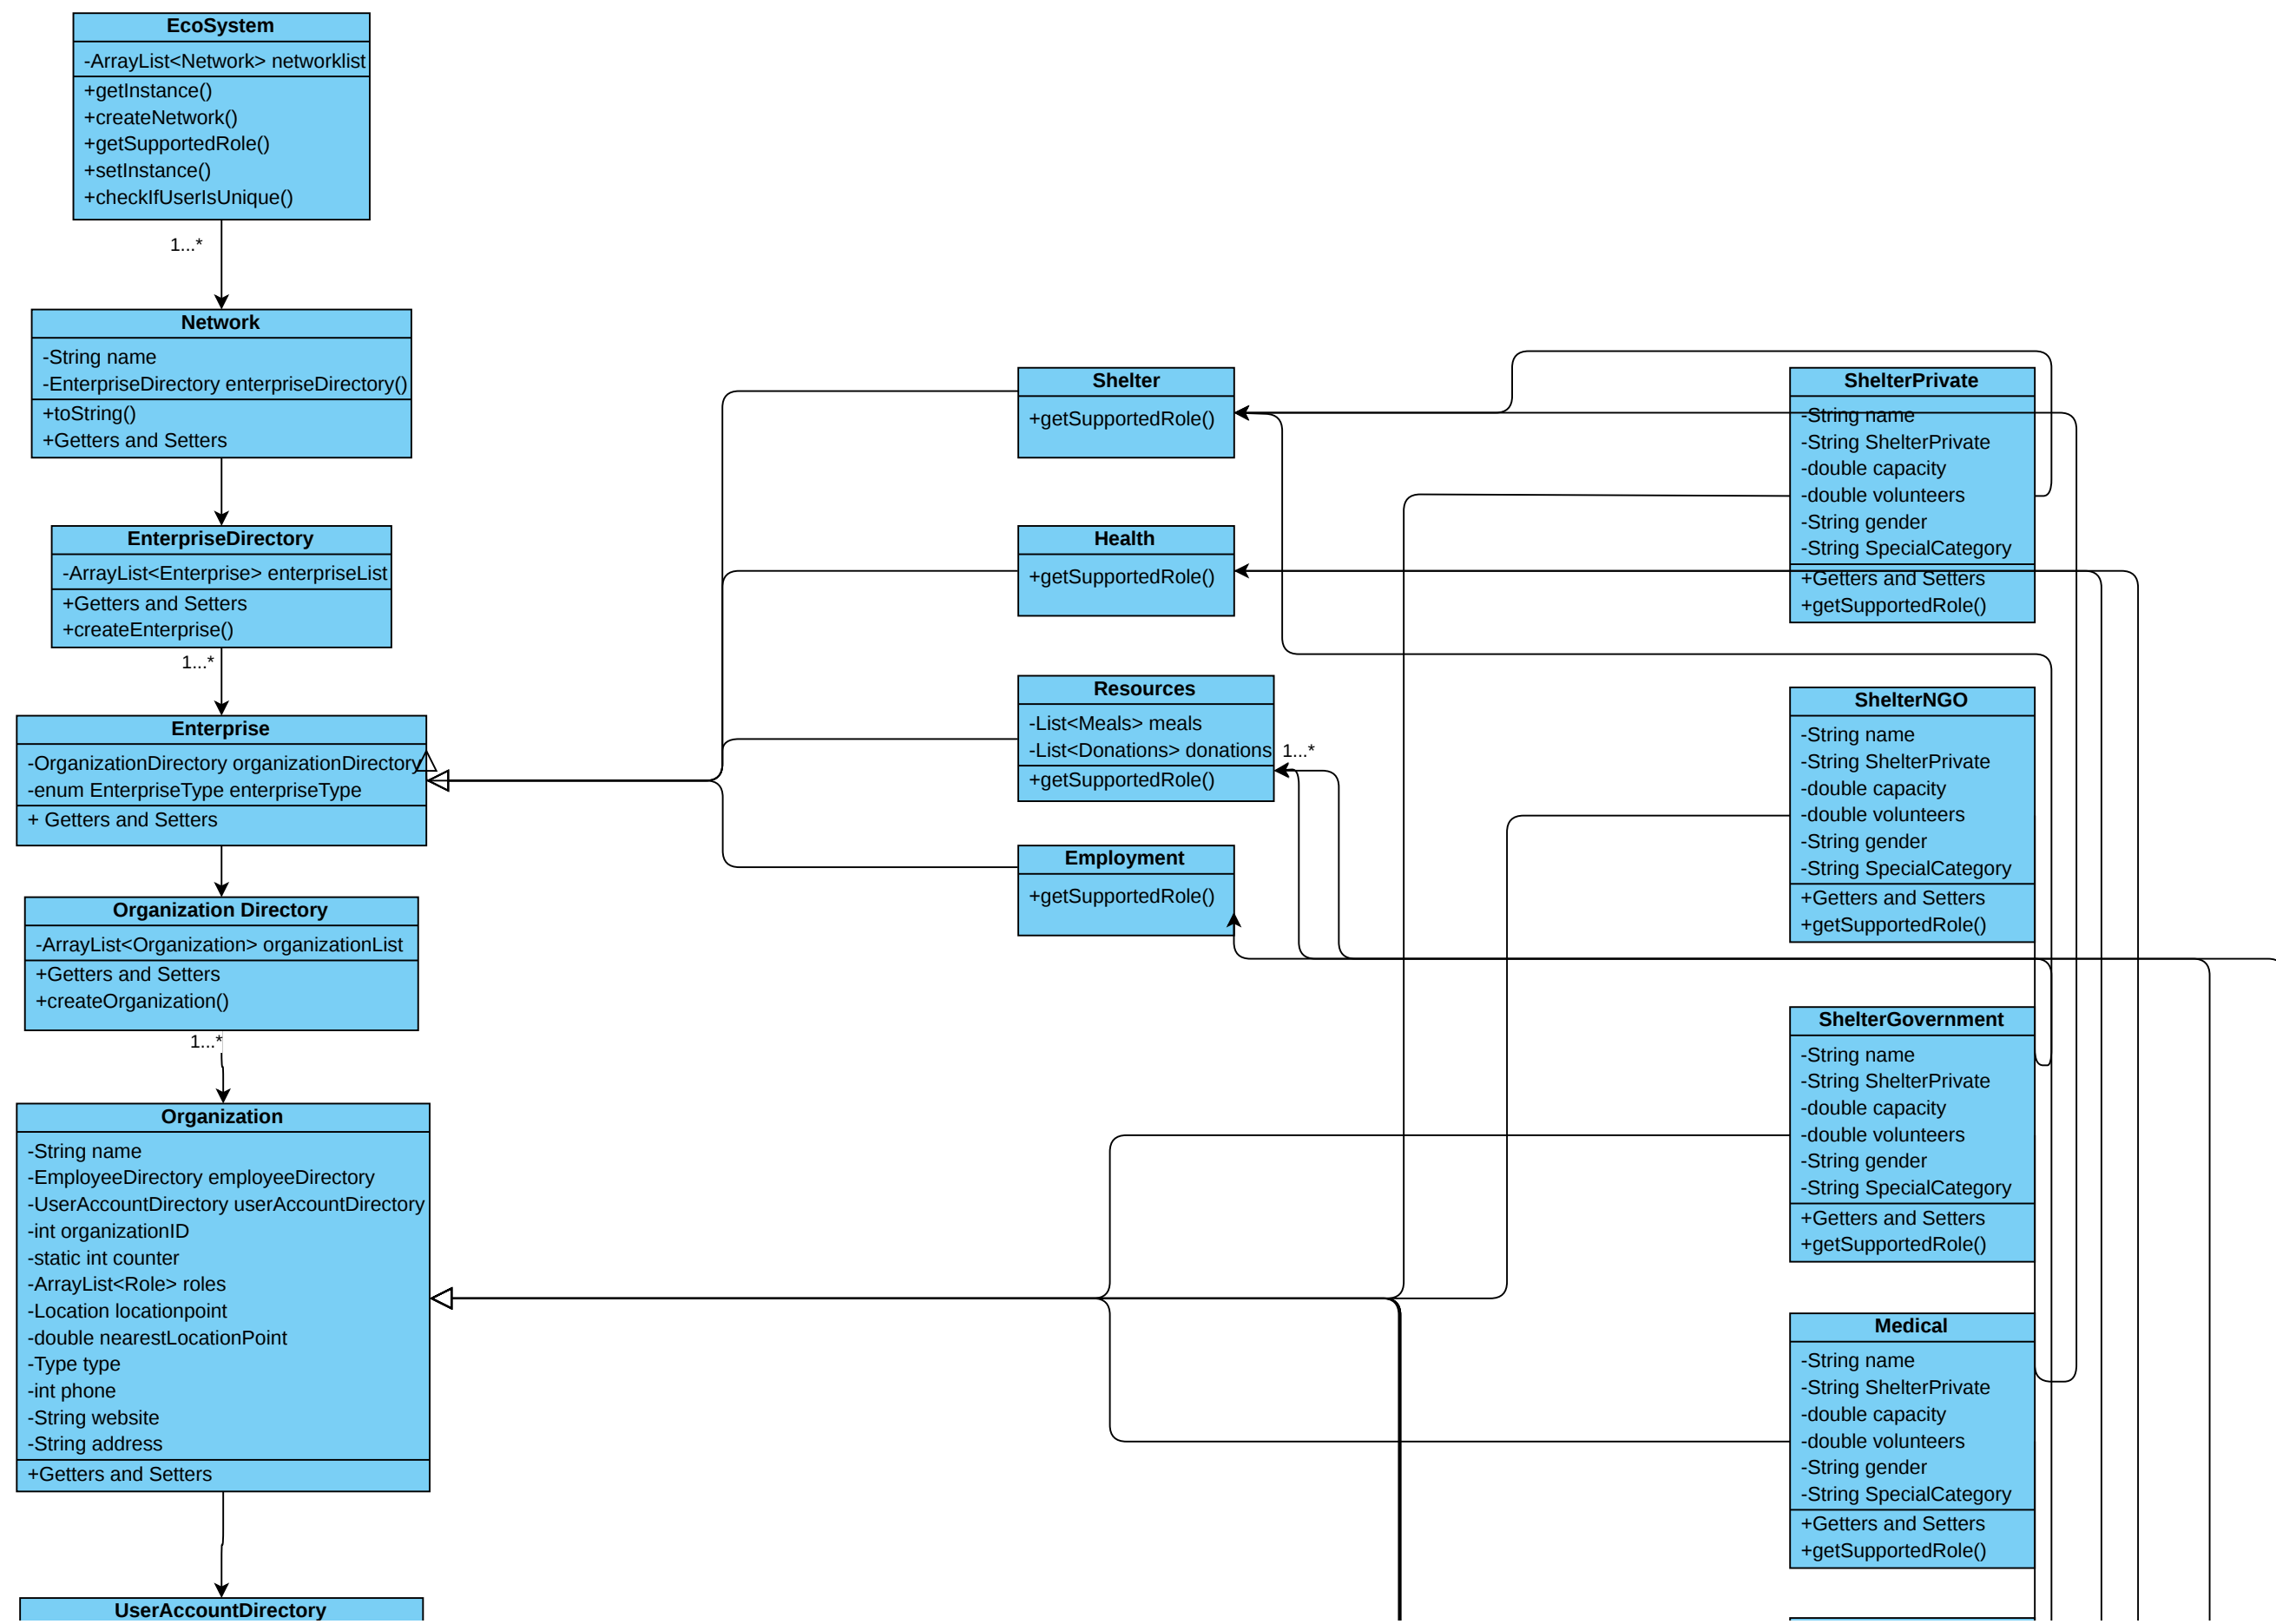 EcoSystem
-ArrayList<Network> networklist
+getInstance()
+createNetwork()
+getSupportedRole()
+setInstance()
+checkIfUserIsUnique()
1...*
Network
-String name
-EnterpriseDirectory enterpriseDirectory()
+toString()
+Getters and Setters
EnterpriseDirectory
-ArrayList<Enterprise> enterpriseList
+Getters and Setters
+createEnterprise()
1...*
Enterprise
-OrganizationDirectory organizationDirectory
-enum EnterpriseType enterpriseType
+ Getters and Setters
Organization Directory
-ArrayList<Organization> organizationList
+Getters and Setters
+createOrganization()
1...*
Organization
-String name
-EmployeeDirectory employeeDirectory
-UserAccountDirectory userAccountDirectory
-int organizationID
-static int counter
-ArrayList<Role> roles
-Location locationpoint
-double nearestLocationPoint
-Type type
-int phone
-String website
-String address
+Getters and Setters
UserAccountDirectory
Shelter
+getSupportedRole()
Health
+getSupportedRole()
Resources
-List<Meals> meals
-List<Donations> donations
+getSupportedRole()
1...*
Employment
+getSupportedRole()
ShelterPrivate
-String name
-String ShelterPrivate
-double capacity
-double volunteers
-String gender
-String SpecialCategory
+Getters and Setters
+getSupportedRole()
ShelterNGO
-String name
-String ShelterPrivate
-double capacity
-double volunteers
-String gender
-String SpecialCategory
+Getters and Setters
+getSupportedRole()
ShelterGovernment
-String name
-String ShelterPrivate
-double capacity
-double volunteers
-String gender
-String SpecialCategory
+Getters and Setters
+getSupportedRole()
Medical
-String name
-String ShelterPrivate
-double capacity
-double volunteers
-String gender
-String SpecialCategory
+Getters and Setters
+getSupportedRole()